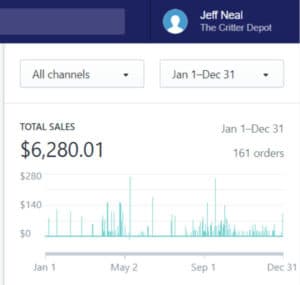 Jeff Neal
The Critter Depot
All channels
Jan 1–Dec 31
TOTAL SALES
Jan 1–Dec 31
$6,280.01
161 orders
$280
$140
$0
Jan 1
May 2
Sep 1
Dec 31